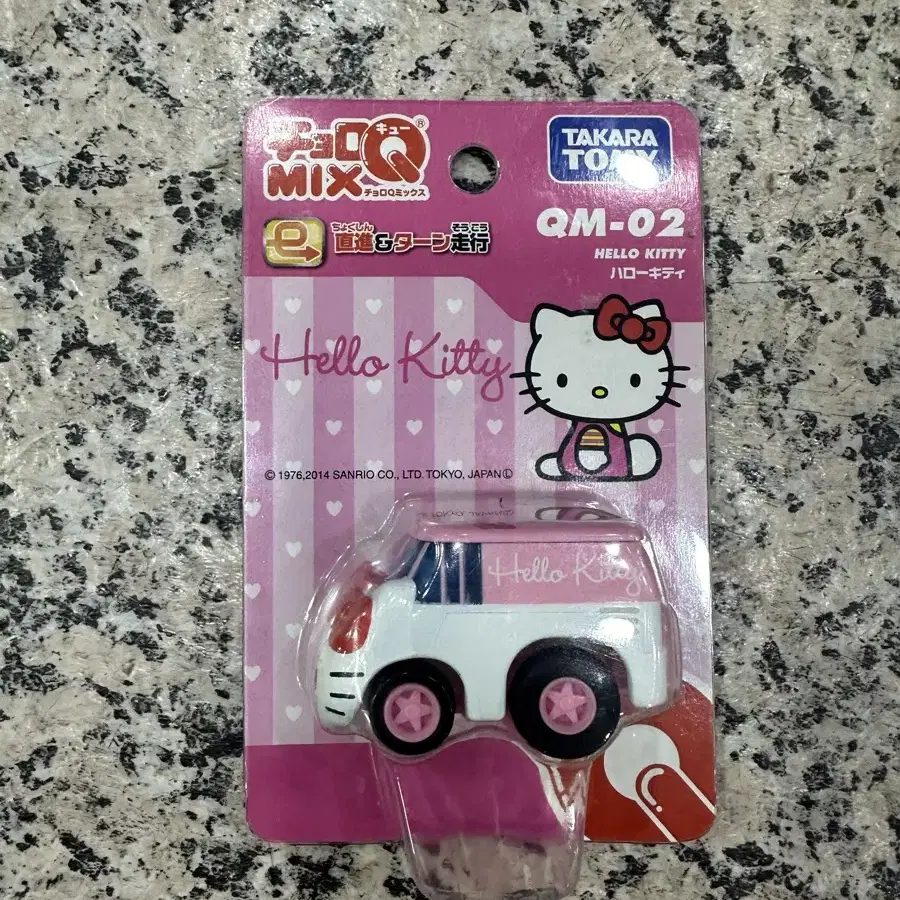 チョロQ®
キュー
MIX
チョロQミックス
TAKARA
TOMY
QM-02
HELLO KITTY
ハローキティ
e
ちょくしん そうこう
直進&ターン走行
Hello Kitty
© 1976,2014 SANRIO CO., LTD. TOKYO, JAPAN Ⓛ
Hello Kitty